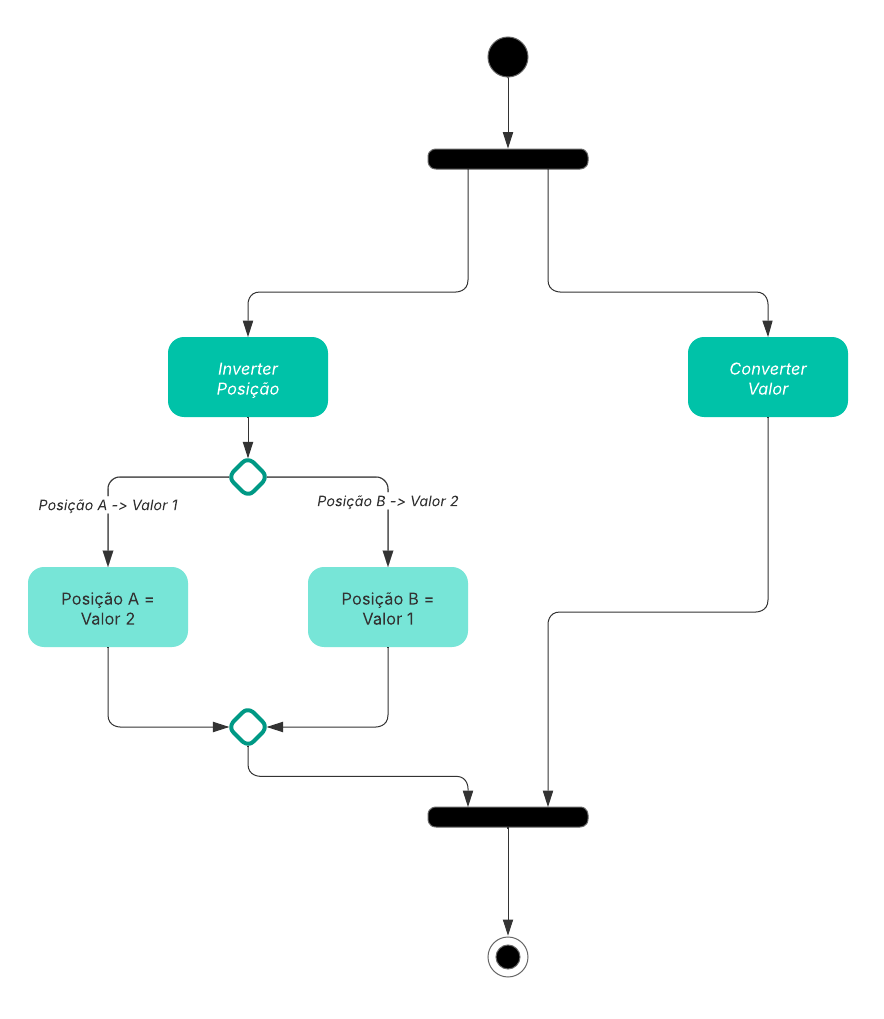 Inverter
Posição
Converter
Valor
Posição A -> Valor 1
Posição B -> Valor 2
Posição A =
Valor 2
Posição B =
Valor 1